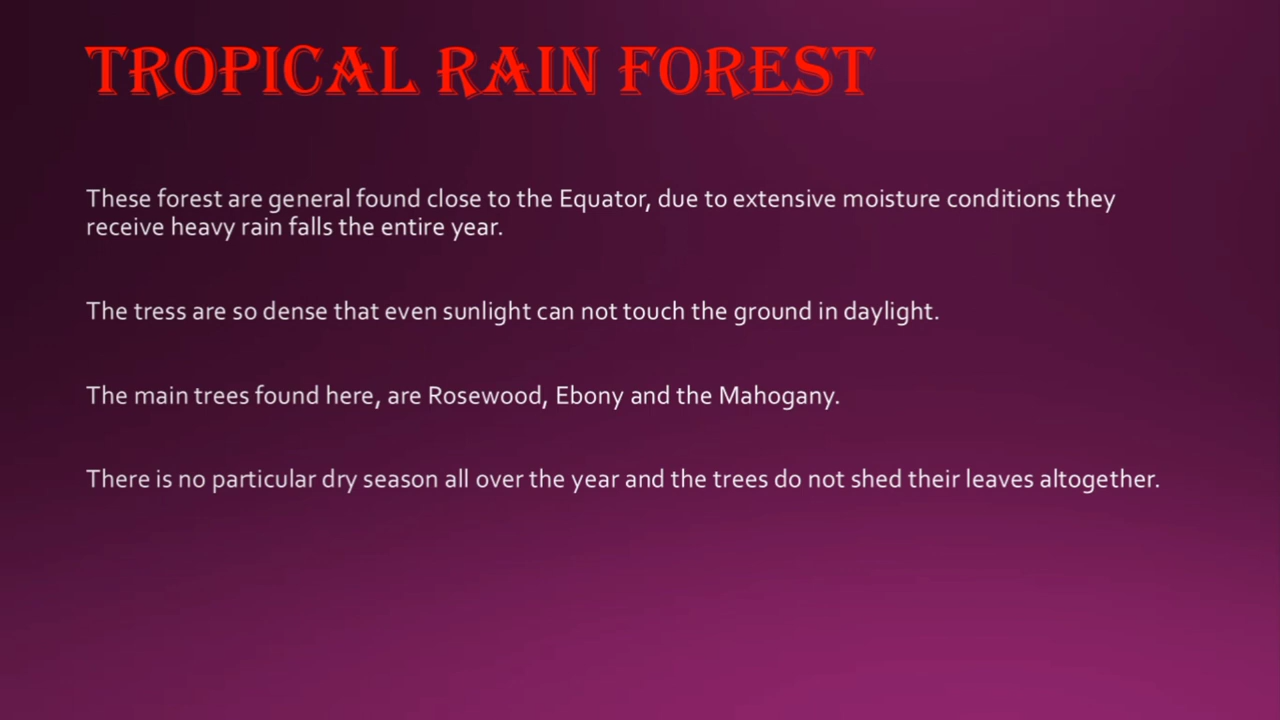 TROPICAL RAIN FOREST
These forest are general found close to the Equator, due to extensive moisture conditions they
receive heavy rain falls the entire year.
The tress are so dense that even sunlight can not touch the ground in daylight.
The main trees found here, are Rosewood, Ebony and the Mahogany.
There is no particular dry season all over the year and the trees do not shed their leaves altogether.